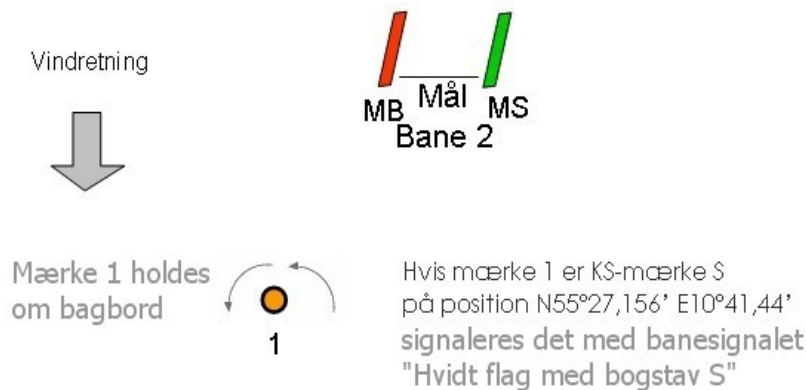 Vindretning
Mål
MB MS
Bane 2
Mærke 1 holdes
om bagbord
1
Hvis mærke 1 er KS-mærke S
på position N55°27,156’ E10°41,44’
signaleres det med banesignalet
"Hvidt flag med bogstav S"